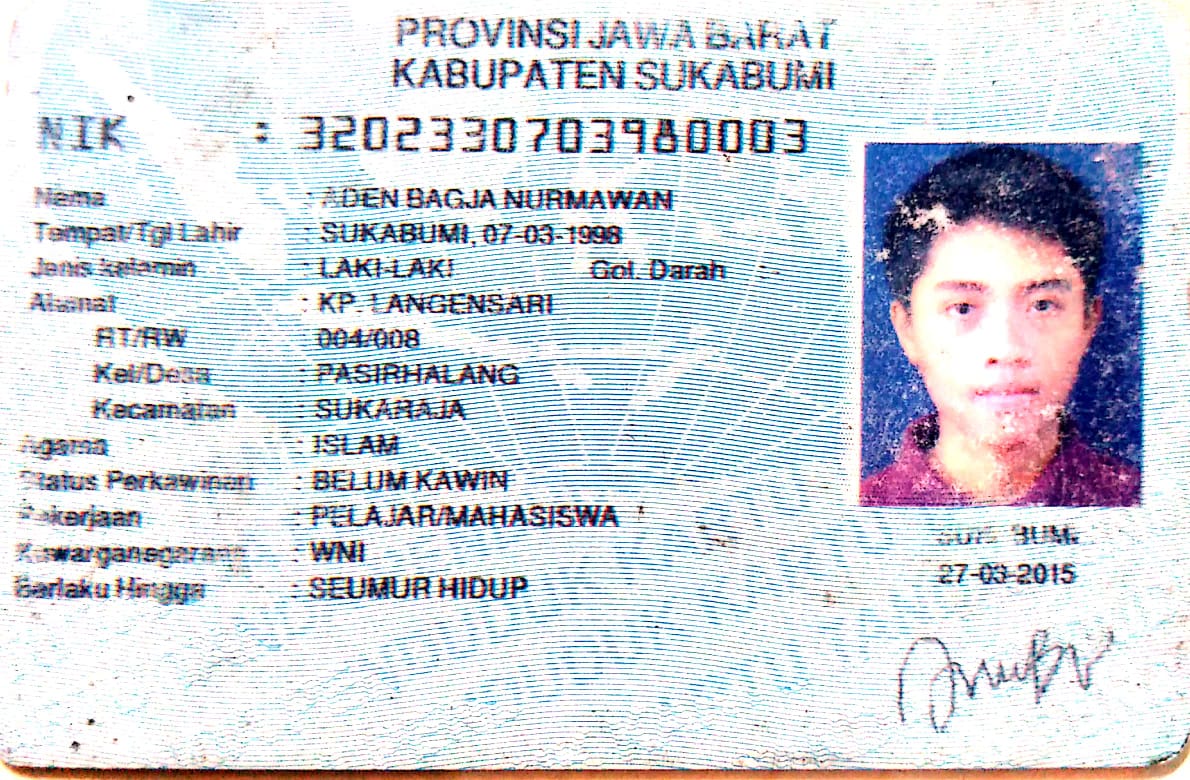 PROVINSI JAWA BARAT
KABUPATEN SUKABUMI
NIK : 3202330703980003
Nama : ADEN BAGJA NURMAWAN
Tempat/Tgl Lahir : SUKABUMI, 07-03-1998
Jenis kelamin : LAKI-LAKI Gol. Darah : -
Alamat : KP. LANGENSARI
RT/RW : 004/008
Kel/Desa : PASIRHALANG
Kecamatan : SUKARAJA
Agama : ISLAM
Status Perkawinan : BELUM KAWIN
Pekerjaan : PELAJAR/MAHASISWA
Kewarganegaraan : WNI
Berlaku Hingga : SEUMUR HIDUP
SUKABUMI
27-03-2015